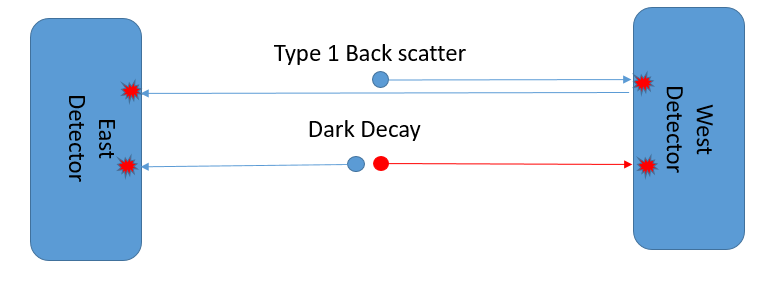 Type 1 Back scatter
East
Detector
West
Detector
Dark Decay